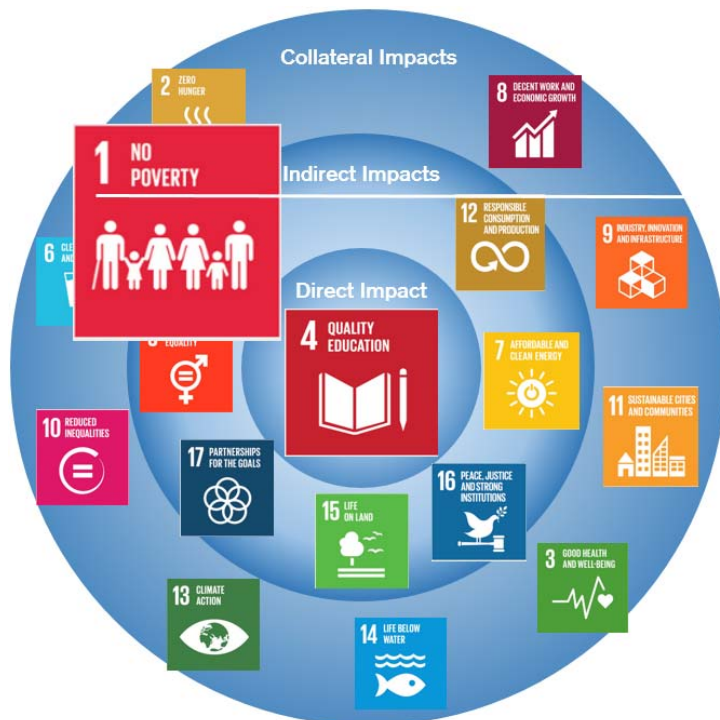 Collateral Impacts
2 ZERO
HUNGER
8 DECENT WORK AND
ECONOMIC GROWTH
1 NO
POVERTY
Indirect Impacts
12 RESPONSIBLE
CONSUMPTION
AND PRODUCTION
9 INDUSTRY, INNOVATION
AND INFRASTRUCTURE
6
Direct Impact
4 QUALITY
EDUCATION
EQUALITY
7 AFFORDABLE AND
CLEAN ENERGY
11 SUSTAINABLE CITIES
AND COMMUNITIES
10 REDUCED
INEQUALITIES
17 PARTNERSHIPS
FOR THE GOALS
16 PEACE, JUSTICE
AND STRONG
INSTITUTIONS
15 LIFE
ON LAND
3 GOOD HEALTH
AND WELL-BEING
13 CLIMATE
ACTION
14 LIFE BELOW
WATER